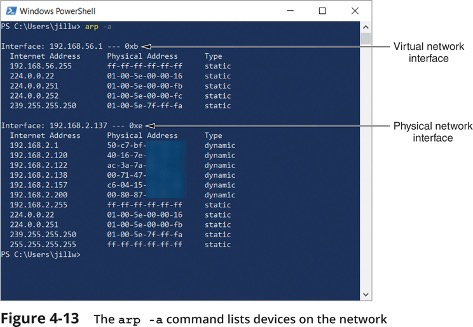 Windows PowerShell
PS C:\Users\jillw> arp -a
Interface: 192.168.56.1 --- 0xb
Internet Address Physical Address Type
192.168.56.255 ff-ff-ff-ff-ff-ff static
224.0.0.22 01-00-5e-00-00-16 static
224.0.0.251 01-00-5e-00-00-fb static
224.0.0.252 01-00-5e-00-00-fc static
239.255.255.250 01-00-5e-7f-ff-fa static
Virtual network
interface
Interface: 192.168.2.137 --- 0xe
Internet Address Physical Address Type
192.168.2.1 50-c7-bf- dynamic
192.168.2.120 40-16-7e- dynamic
192.168.2.122 ac-3a-7a- dynamic
192.168.2.138 00-71-47- dynamic
192.168.2.157 c6-04-15- dynamic
192.168.2.200 00-80-87- dynamic
192.168.2.255 ff-ff-ff-ff-ff-ff static
224.0.0.22 01-00-5e-00-00-16 static
224.0.0.251 01-00-5e-00-00-fb static
239.255.255.250 01-00-5e-7f-ff-fa static
255.255.255.255 ff-ff-ff-ff-ff-ff static
PS C:\Users\jillw>
Physical network
interface
Figure 4-13 The arp -a command lists devices on the network